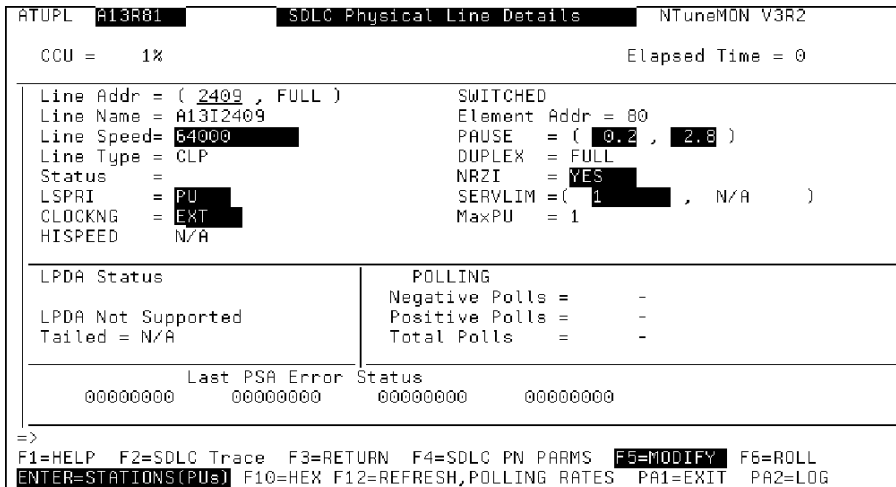 ATUPL A13R81 SDLC Physical Line Details NTuneMON V3R2
CCU = 1% Elapsed Time = 0
Line Addr = ( 2409 , FULL ) SWITCHED
Line Name = A13I2409 Element Addr = 80
Line Speed= 64000 PAUSE = ( 0.2 , 2.8 )
Line Type = CLP DUPLEX = FULL
Status = NRZI = YES
LSPRI = PU SERVLIM =( 1 , N/A )
CLOCKNG = EXT MaxPU = 1
HISPEED N/A
LPDA Status POLLING
Negative Polls = -
LPDA Not Supported Positive Polls = -
Tailed = N/A Total Polls = -
Last PSA Error Status
00000000 00000000 00000000 00000000
=>
F1=HELP F2=SDLC Trace F3=RETURN F4=SDLC PN PARMS F5=MODIFY F6=ROLL
ENTER=STATIONS(PUs) F10=HEX F12=REFRESH,POLLING RATES PA1=EXIT PA2=LOG